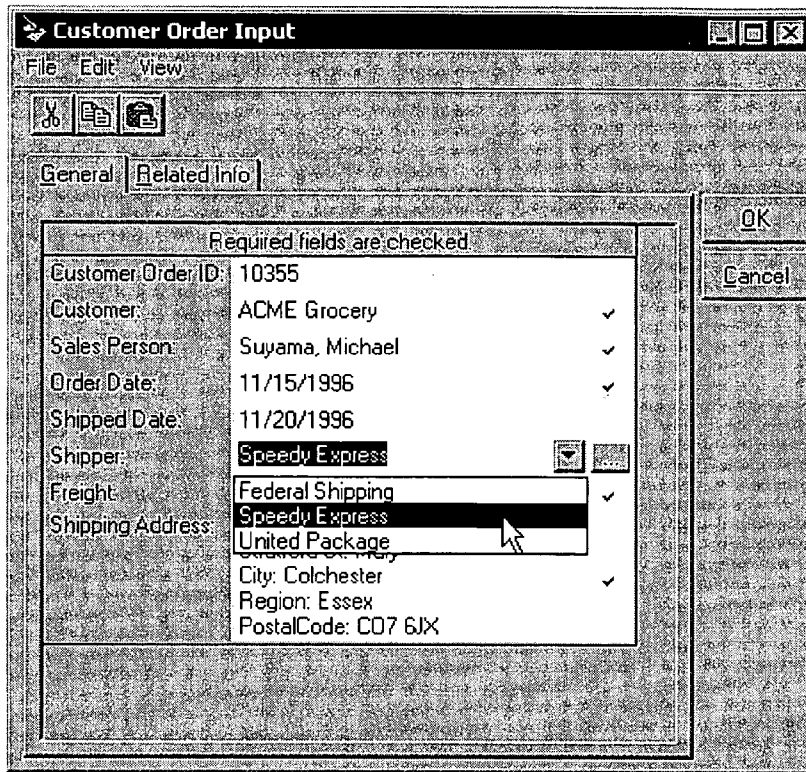 Customer Order Input
File Edit View
General Related Info
OK
Cancel
Required fields are checked
Customer Order ID: 10355
Customer: ACME Grocery
Sales Person: Suyama, Michael
Order Date: 11/15/1996
Shipped Date: 11/20/1996
Shipper: Speedy Express ...
Freight:
Federal Shipping
Speedy Express
United Package
Shipping Address:
City: Colchester
Region: Essex
PostalCode: CO7 6JX